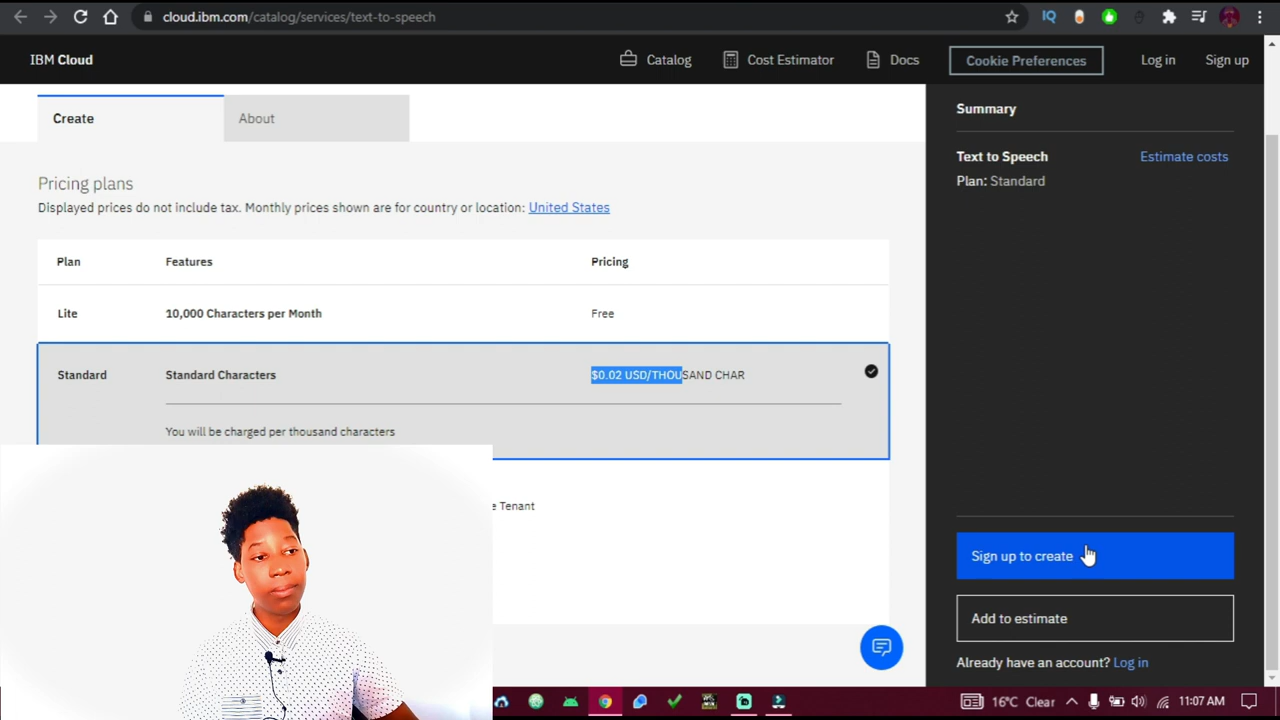 cloud.ibm.com/catalog/services/text-to-speech
IBM Cloud
Catalog
Cost Estimator
Docs
Cookie Preferences
Log in
Sign up
Create
About
Pricing plans
Displayed prices do not include tax. Monthly prices shown are for country or location: United States
Plan Features Pricing
Lite 10,000 Characters per Month Free
Standard Standard Characters $0.02 USD/THOUSAND CHAR
You will be charged per thousand characters
e Tenant
Summary
Text to Speech Estimate costs
Plan: Standard
Sign up to create
Add to estimate
Already have an account? Log in
16°C Clear
11:07 AM